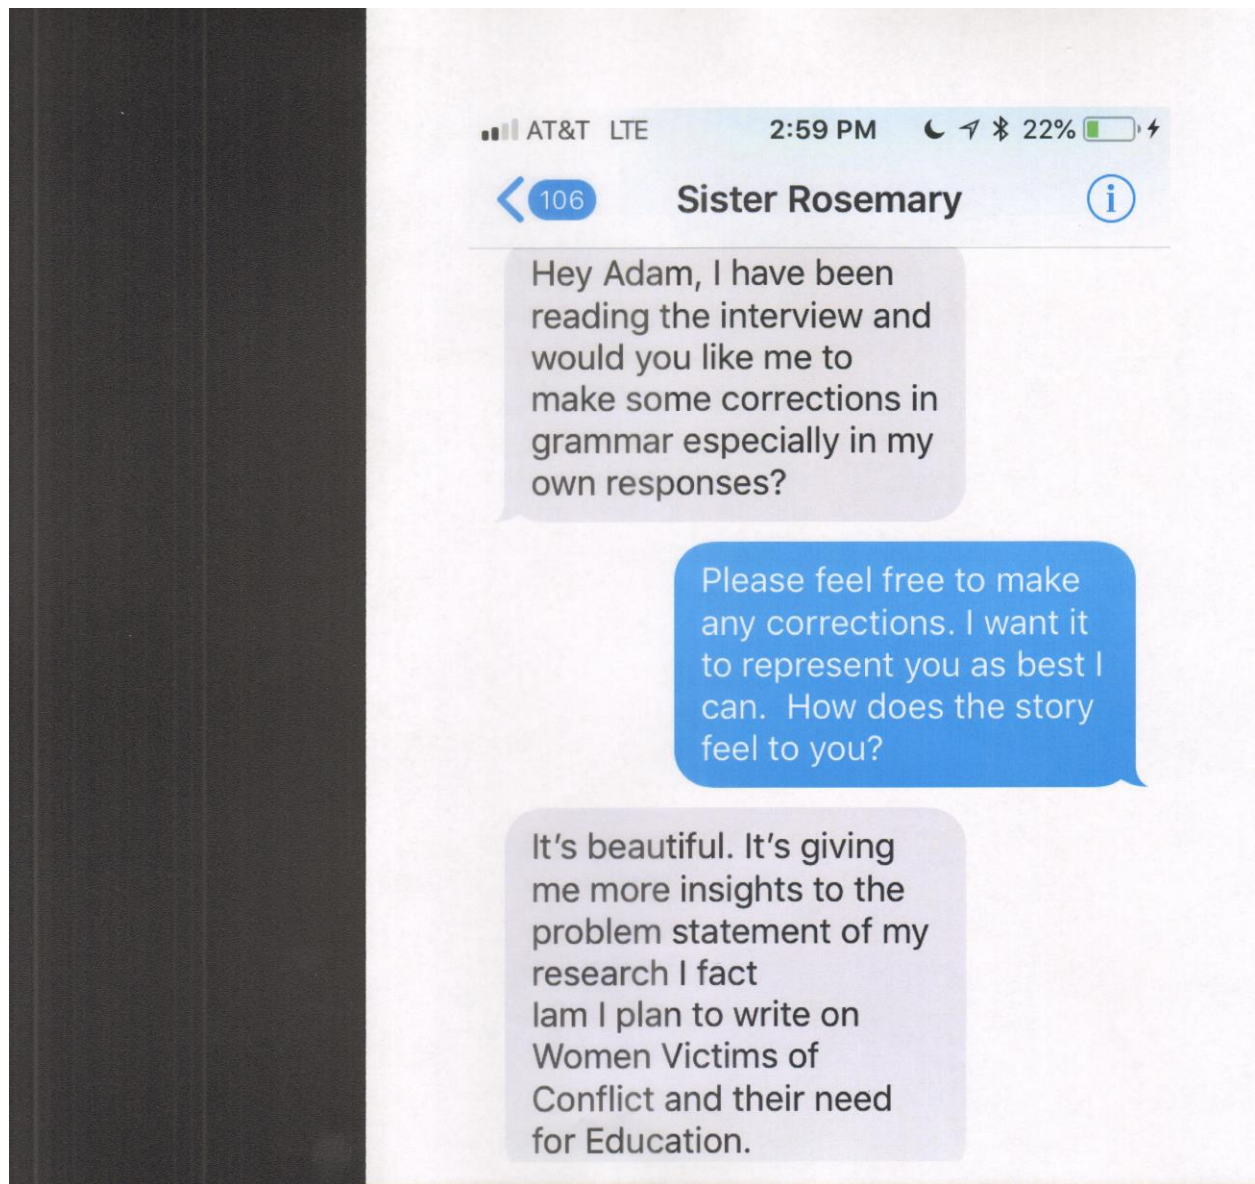 AT&T LTE 2:59 PM 22%
106 Sister Rosemary i
Hey Adam, I have been
reading the interview and
would you like me to
make some corrections in
grammar especially in my
own responses?
Please feel free to make
any corrections. I want it
to represent you as best I
can.  How does the story
feel to you?
It's beautiful. It's giving
me more insights to the
problem statement of my
research I fact
Iam I plan to write on
Women Victims of
Conflict and their need
for Education.